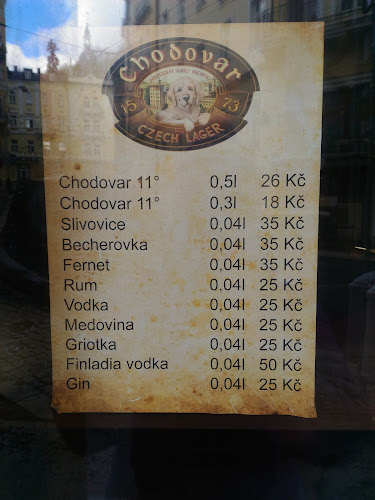 Chodovar
15 73
CZECH LAGER
Chodovar 11° 0,5l 26 Kč
Chodovar 11° 0,3l 18 Kč
Slivovice 0,04l 35 Kč
Becherovka 0,04l 35 Kč
Fernet 0,04l 35 Kč
Rum 0,04l 25 Kč
Vodka 0,04l 25 Kč
Medovina 0,04l 25 Kč
Griotka 0,04l 25 Kč
Finladia vodka 0,04l 50 Kč
Gin 0,04l 25 Kč